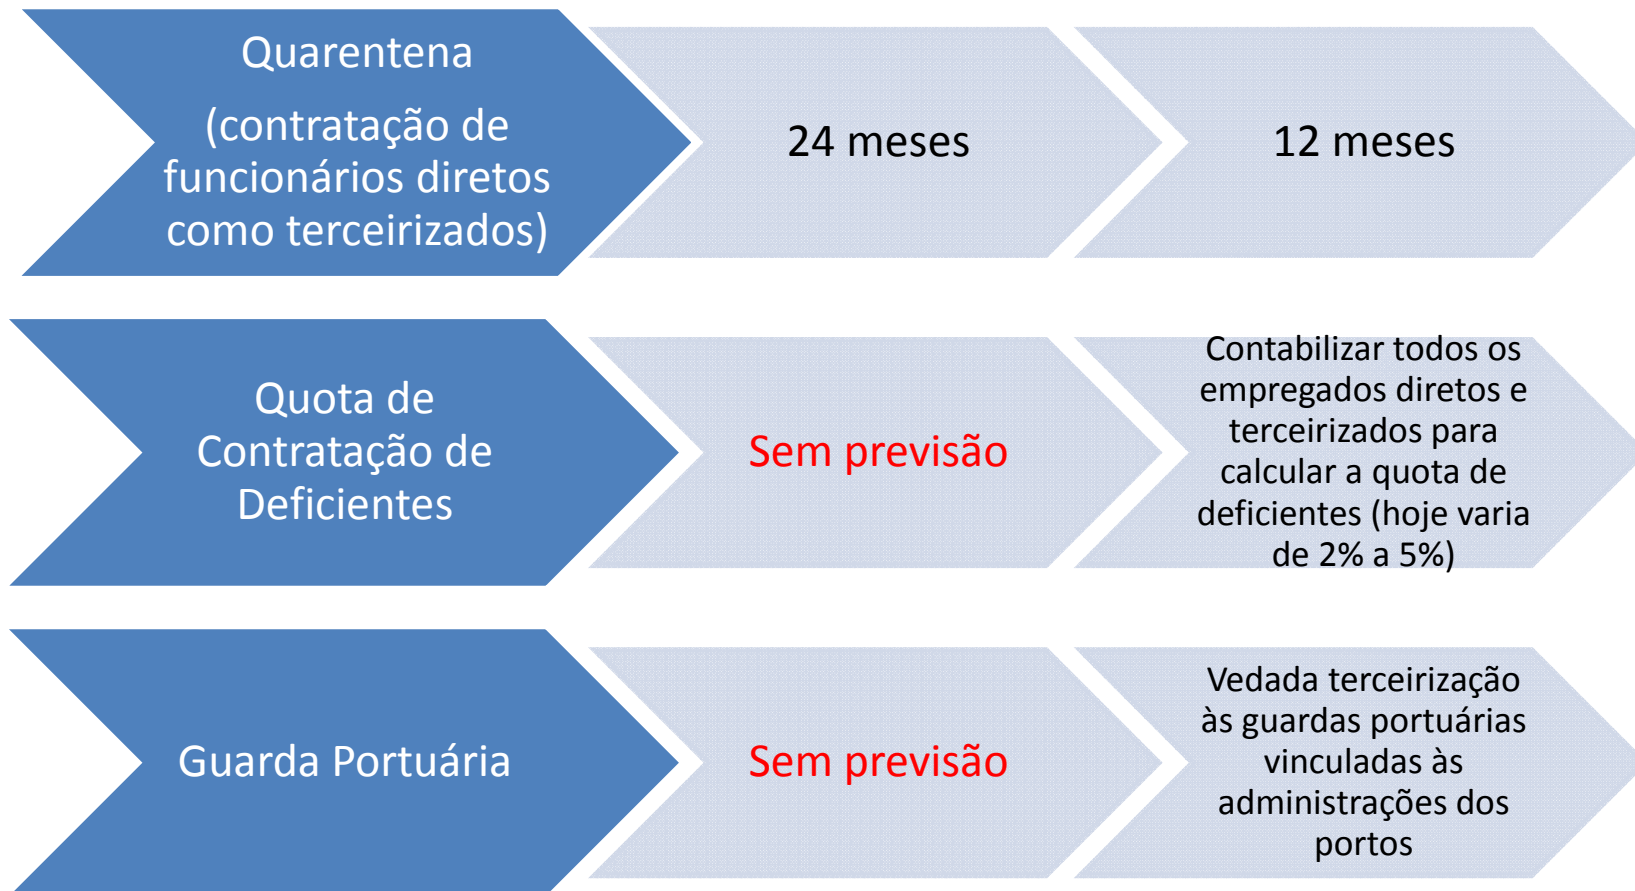 Quarentena
(contratação de
funcionários diretos
como terceirizados)
24 meses
12 meses
Quota de
Contratação de
Deficientes
Sem previsão
Contabilizar todos os
empregados diretos e
terceirizados para
calcular a quota de
deficientes (hoje varia
de 2% a 5%)
Guarda Portuária
Sem previsão
Vedada terceirização
às guardas portuárias
vinculadas às
administrações dos
portos